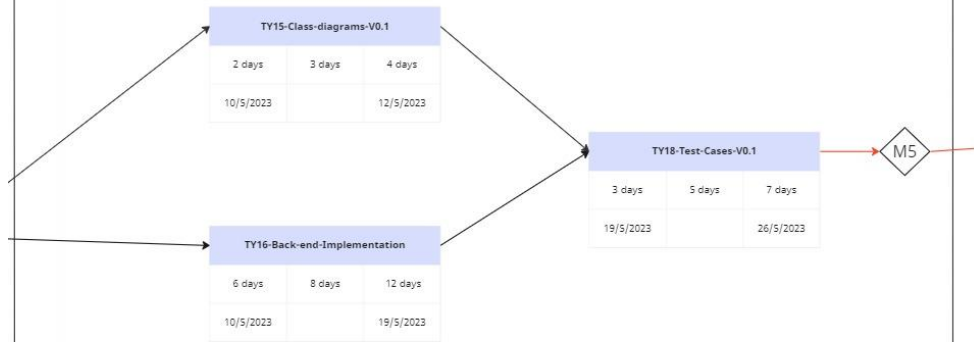 TY15-Class-diagrams-V0.1
2 days 3 days 4 days
10/5/2023 12/5/2023
TY18-Test-Cases-V0.1
3 days 5 days 7 days
19/5/2023 26/5/2023
M5
TY16-Back-end-Implementation
6 days 8 days 12 days
10/5/2023 19/5/2023